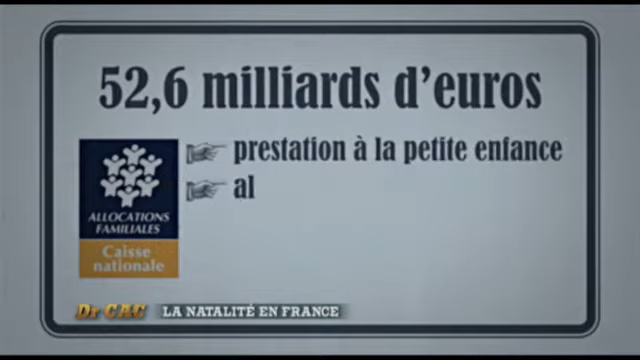 52,6 milliards d'euros
prestation à la petite enfance
al
ALLOCATIONS
FAMILIALES
Caisse
nationale
Dr CAC LA NATALITÉ EN FRANCE